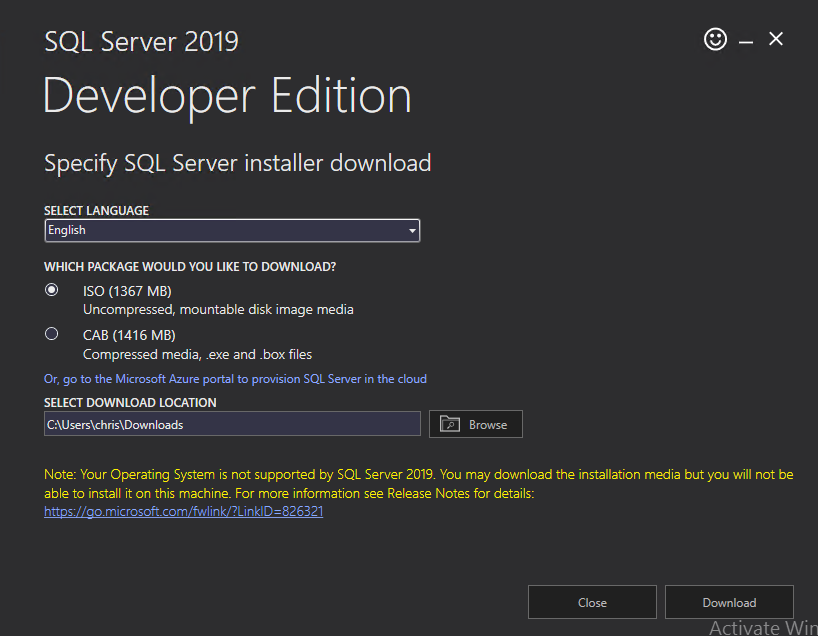 SQL Server 2019
Developer Edition
Specify SQL Server installer download
SELECT LANGUAGE
English
WHICH PACKAGE WOULD YOU LIKE TO DOWNLOAD?
ISO (1367 MB)
Uncompressed, mountable disk image media
CAB (1416 MB)
Compressed media, .exe and .box files
Or, go to the Microsoft Azure portal to provision SQL Server in the cloud
SELECT DOWNLOAD LOCATION
C:\Users\chris\Downloads
Browse
Note: Your Operating System is not supported by SQL Server 2019. You may download the installation media but you will not be
able to install it on this machine. For more information see Release Notes for details:
https://go.microsoft.com/fwlink/?LinkID=826321
Close
Download
Activate Win